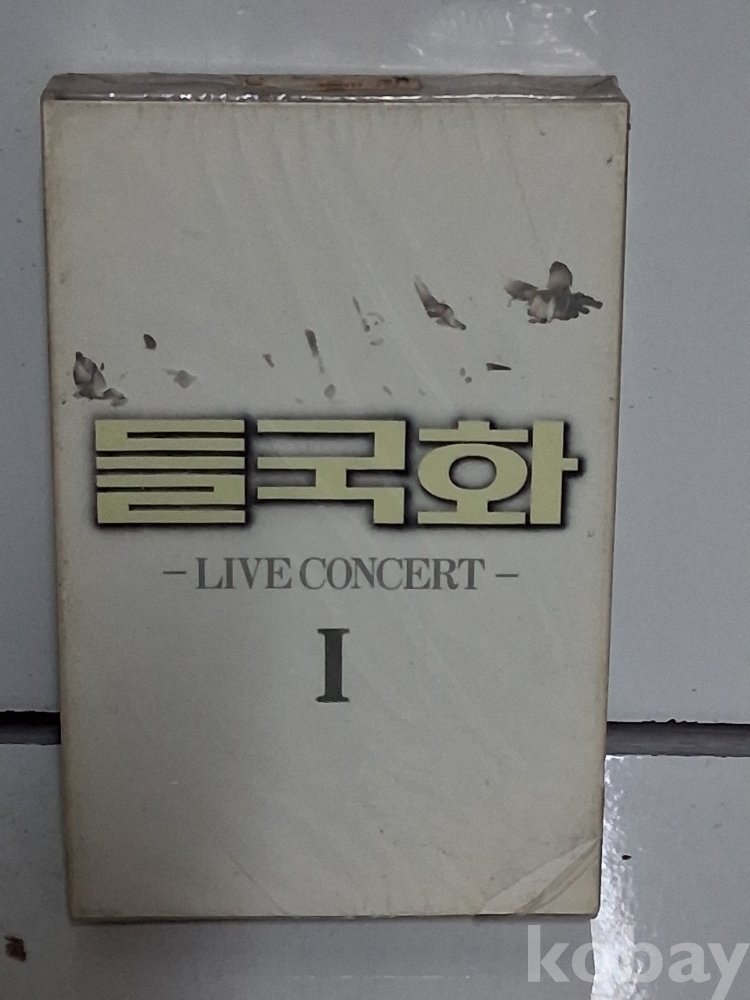 들국화
– LIVE CONCERT –
I
kobay